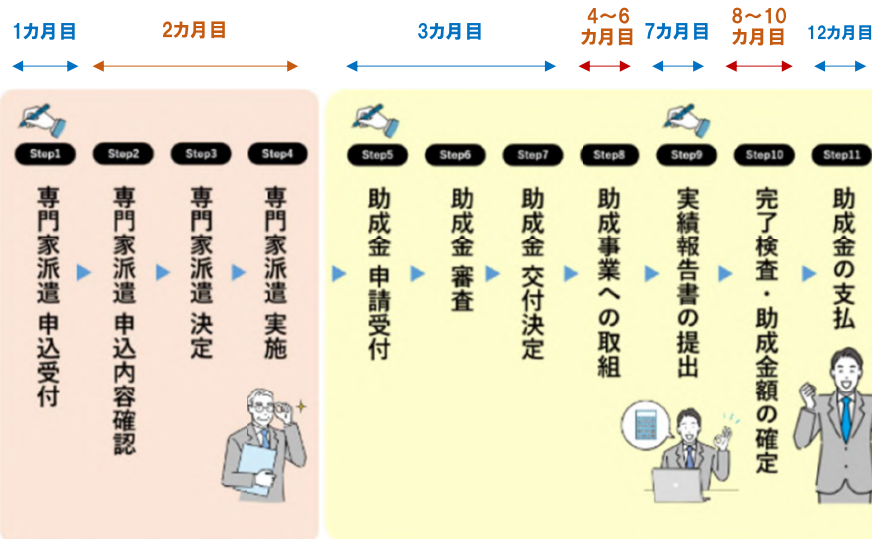 1カ月目
2カ月目
3カ月目
4～6
カ月目
7カ月目
8～10
カ月目
12カ月目
Step1
専門家派遣 申込受付
Step2
専門家派遣 申込内容確認
Step3
専門家派遣 決定
Step4
専門家派遣 実施
Step5
助成金 申請受付
Step6
助成金 審査
Step7
助成金 交付決定
Step8
助成事業への取組
Step9
実績報告書の提出
Step10
完了検査・助成金額の確定
Step11
助成金の支払